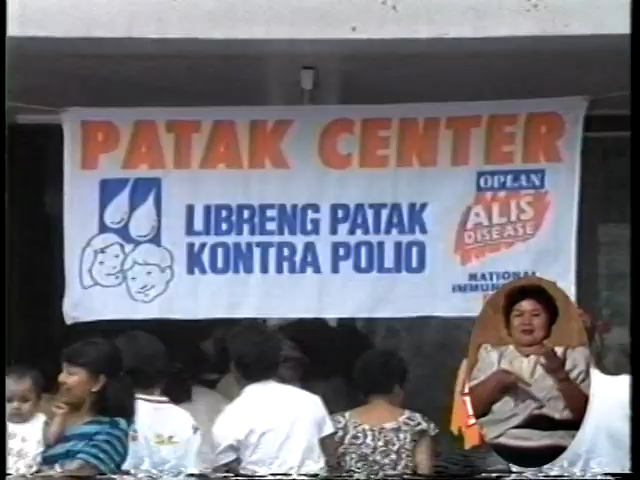 PATAK CENTER
LIBRENG PATAK
KONTRA POLIO
OPLAN
ALIS
DISEASE
NATIONAL